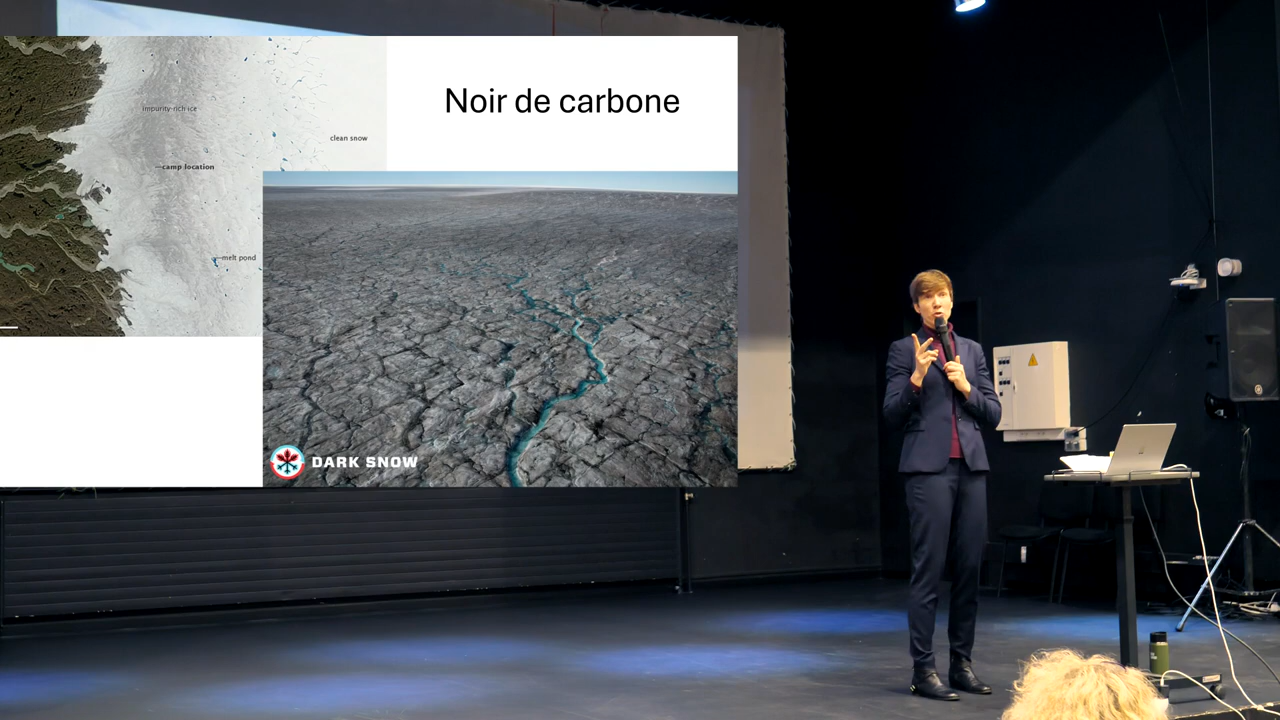 Noir de carbone
impurity-rich ice
clean snow
camp location
melt pond
DARK SNOW